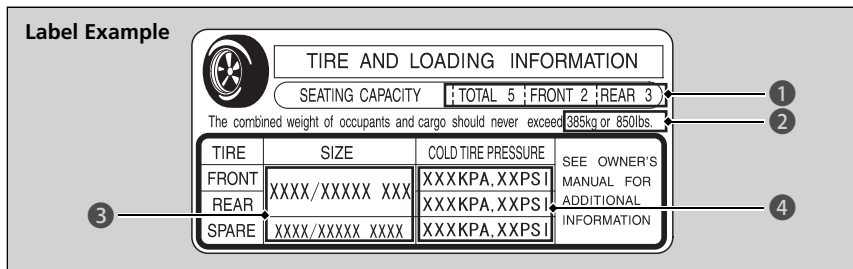 Label Example
TIRE AND LOADING INFORMATION
SEATING CAPACITY TOTAL 5 FRONT 2 REAR 3
1
The combined weight of occupants and cargo should never exceed 385kg or 850lbs.
2
TIRE SIZE COLD TIRE PRESSURE
SEE OWNER'S
MANUAL FOR
ADDITIONAL
INFORMATION
FRONT XXXX/XXXXX XXX XXXKPA,XXPSI
REAR XXXKPA,XXPSI
SPARE XXXX/XXXXX XXXX XXXKPA,XXPSI
3
4